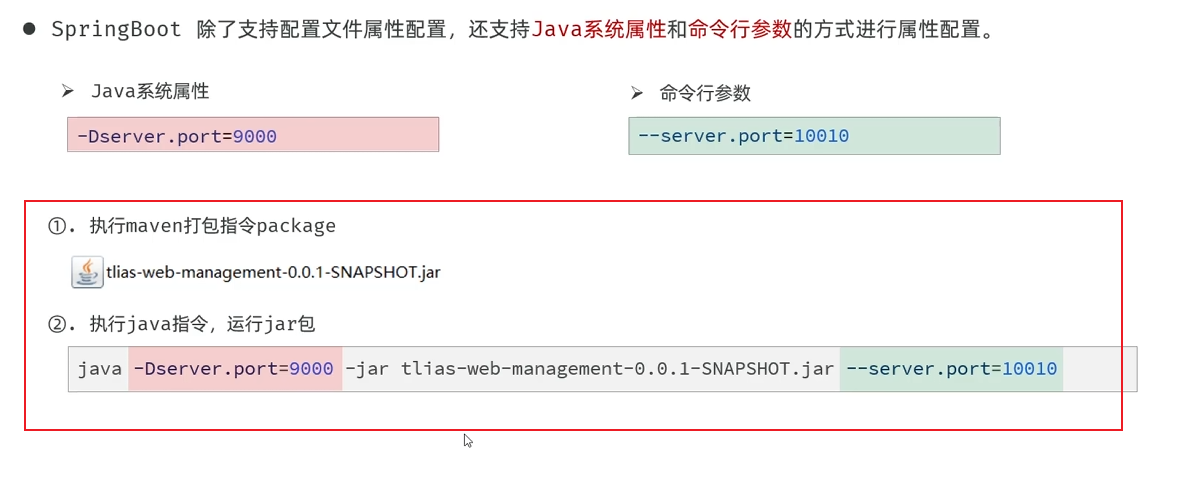 ● SpringBoot 除了支持配置文件属性配置，还支持Java系统属性和命令行参数的方式进行属性配置。
➢ Java系统属性
-Dserver.port=9000
➢ 命令行参数
--server.port=10010
①. 执行maven打包指令package
tlias-web-management-0.0.1-SNAPSHOT.jar
②. 执行java指令，运行jar包
java -Dserver.port=9000 -jar tlias-web-management-0.0.1-SNAPSHOT.jar --server.port=10010